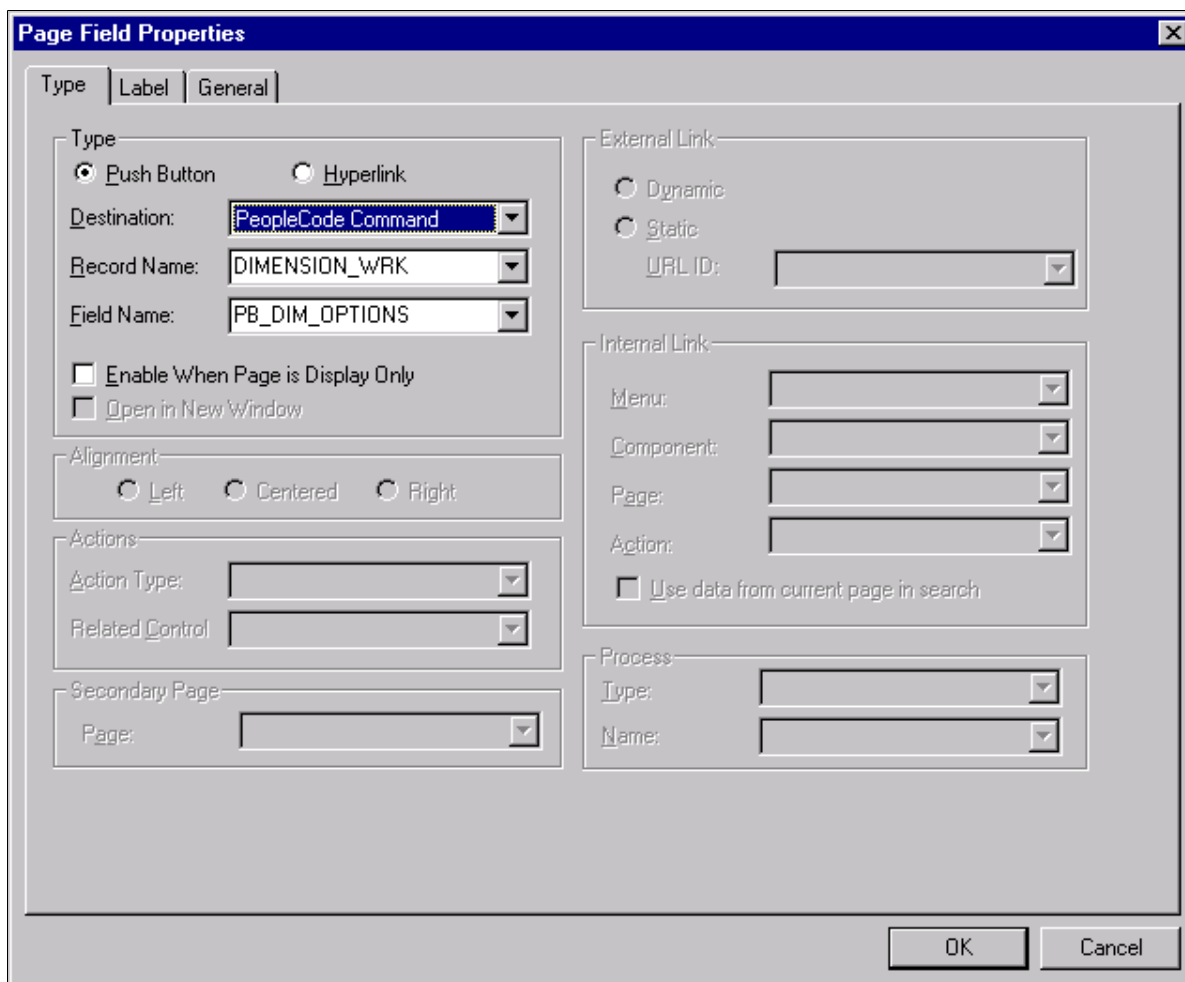 Page Field Properties
Type Label General
Type
Push Button Hyperlink
Destination: PeopleCode Command
Record Name: DIMENSION_WRK
Field Name: PB_DIM_OPTIONS
Enable When Page is Display Only
Open in New Window
Alignment
Left Centered Right
Actions
Action Type:
Related Control
Secondary Page
Page:
External Link
Dynamic
Static
URL ID:
Internal Link
Menu:
Component:
Page:
Action:
Use data from current page in search
Process
Type:
Name:
OK Cancel